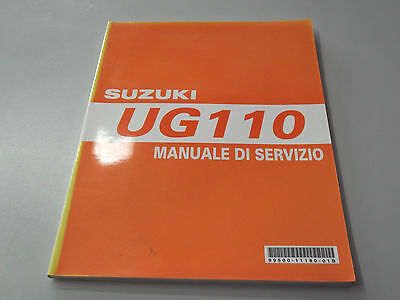 SUZUKI
UG110
MANUALE DI SERVIZIO
99500-11180-01B